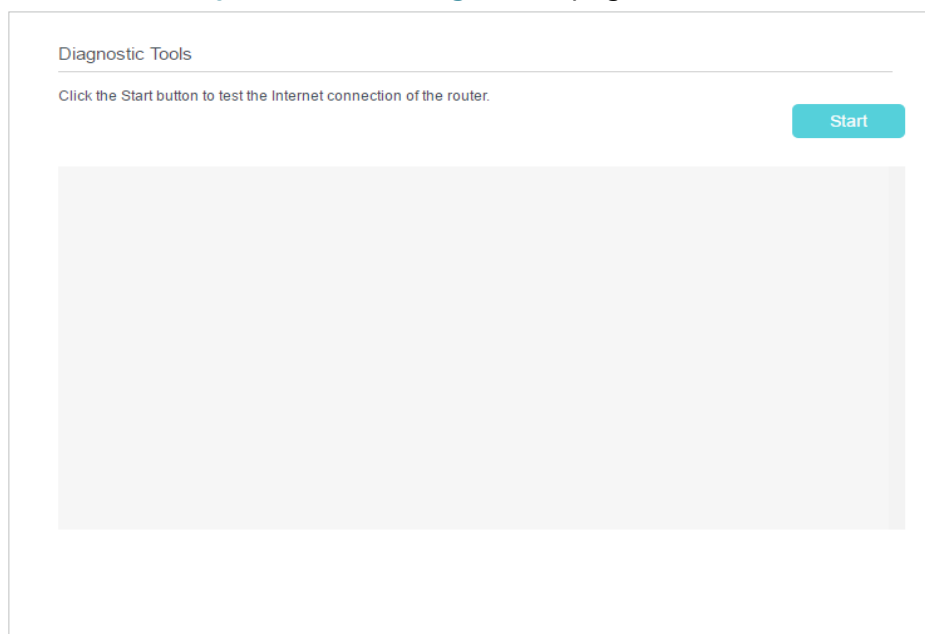 Diagnostic Tools
Click the Start button to test the Internet connection of the router.
Start